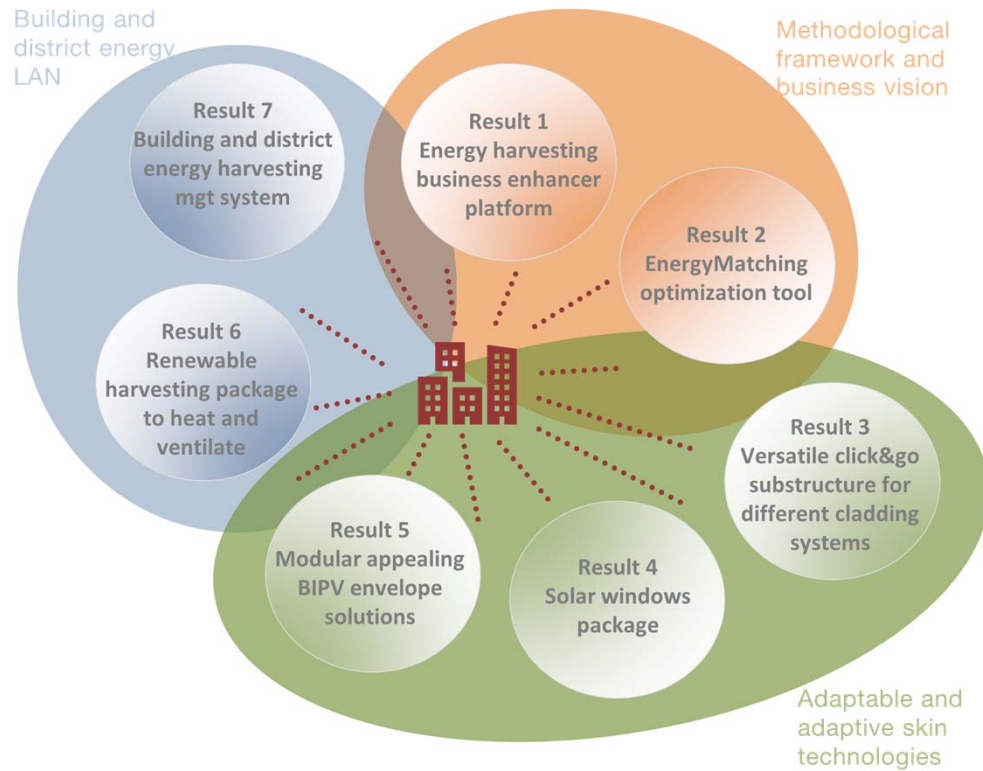 Building and
district energy
LAN
Methodological
framework and
business vision
Result 7
Building and district
energy harvesting
mgt system
Result 1
Energy harvesting
business enhancer
platform
Result 2
EnergyMatching
optimization tool
Result 6
Renewable
harvesting package
to heat and
ventilate
Result 3
Versatile click&go
substructure for
different cladding
systems
Result 5
Modular appealing
BIPV envelope
solutions
Result 4
Solar windows
package
Adaptable and
adaptive skin
technologies